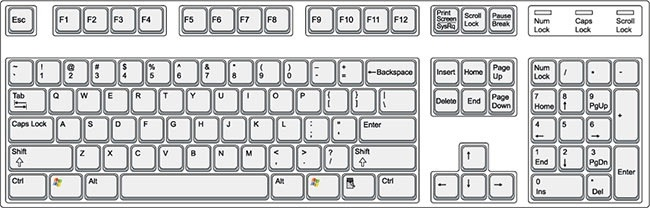 Esc F1 F2 F3 F4 F5 F6 F7 F8 F9 F10 F11 F12 Print Screen SysRq Scroll Lock Pause Break Num Lock Caps Lock Scroll Lock
~ ` ! 1 @ 2 # 3 $ 4 % 5 ^ 6 & 7 * 8 ( 9 ) 0 _ - + = ←Backspace Insert Home Page Up Num Lock / * -
Tab Q W E R T Y U I O P { [ } ] | \ Delete End Page Down 7 Home 8 ↑ 9 PgUp +
Caps Lock A S D F G H J K L : ; " ' Enter 4 ← 5 6 →
Shift ⇧ Z X C V B N M < , > . ? / Shift ⇧ ↑ 1 End 2 ↓ 3 PgDn Enter
Ctrl Alt Alt Ctrl ← ↓ → 0 Ins . Del